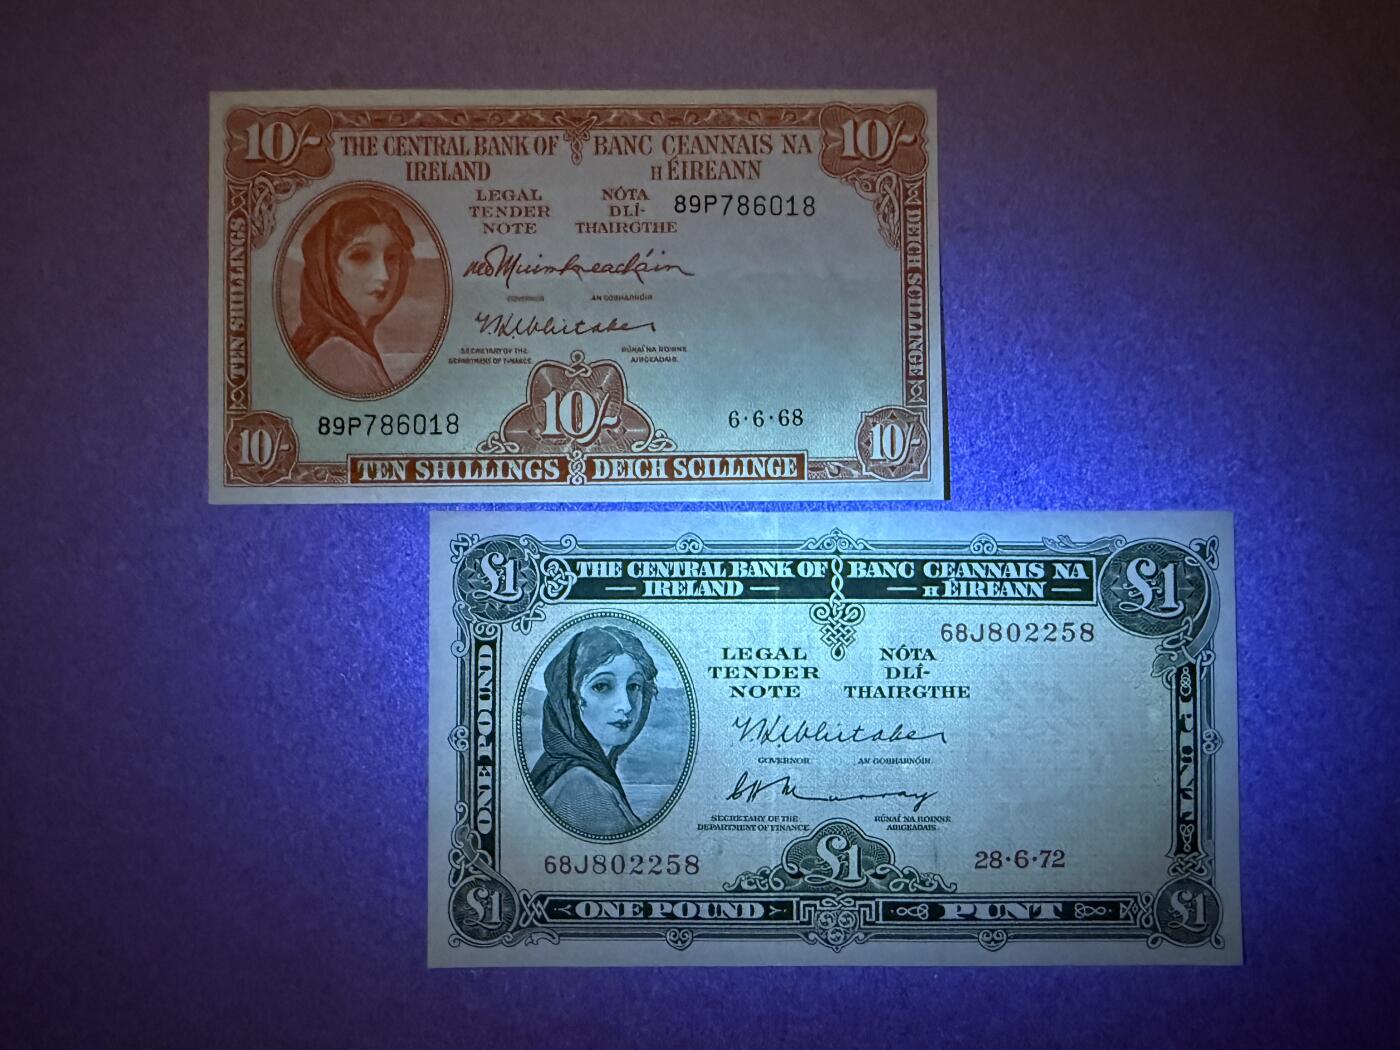 10/-
THE CENTRAL BANK OF IRELAND
BANC CEANNAIS NA H ÉIREANN
10/-
LEGAL TENDER NOTE
NÓTA DLÍ-THAIRGTHE
89P786018
TEN SHILLINGS
DEICH SCILLINGE
GOVERNOR
AN GOBHARNÓIR
T.K. Whitaker
SECRETARY OF THE DEPARTMENT OF FINANCE.
RÚNAÍ NA ROINNE AIRGEADAIS.
89P786018
10/-
6·6·68
10/-
10/-
TEN SHILLINGS
DEICH SCILLINGE
£1
THE CENTRAL BANK OF IRELAND
BANC CEANNAIS NA H ÉIREANN
£1
68J802258
LEGAL TENDER NOTE
NÓTA DLÍ-THAIRGTHE
ONE POUND
PUNT
T.K. Whitaker
GOVERNOR
AN GOBHARNÓIR.
C H Murray
SECRETARY OF THE DEPARTMENT OF FINANCE
RÚNAÍ NA ROINNE AIRGEADAIS.
68J802258
£1
28·6·72
£1
ONE POUND
PUNT
£1